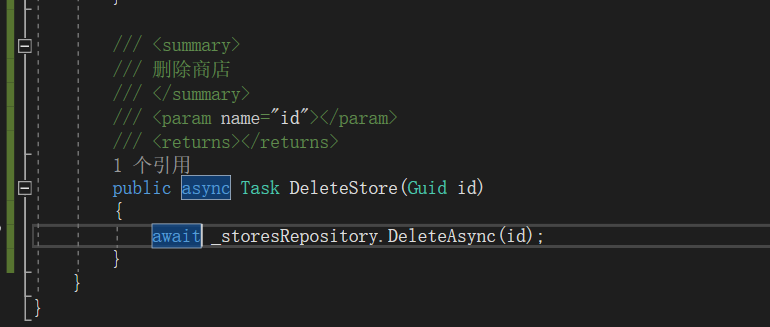 }
/// <summary>
/// 删除商店
/// </summary>
/// <param name="id"></param>
/// <returns></returns>
1 个引用
public async Task DeleteStore(Guid id)
{
await _storesRepository.DeleteAsync(id);
}
}
}